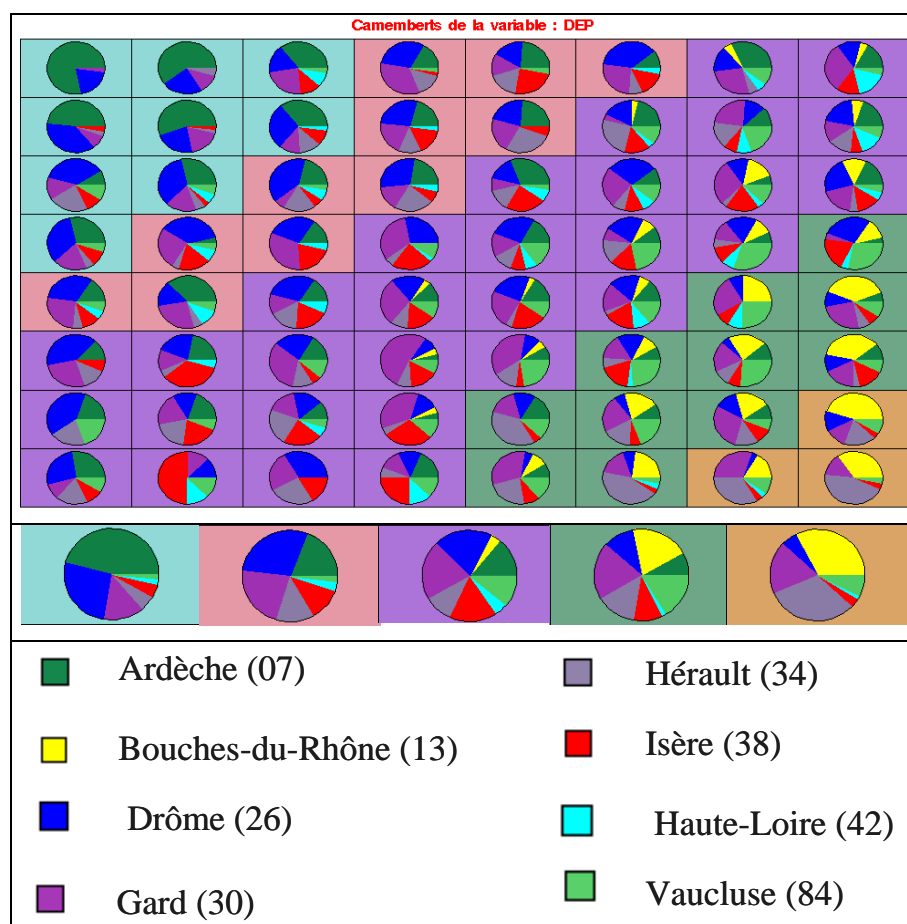 Camemberts de la variable : DEP
Ardèche (07)
Hérault (34)
Bouches-du-Rhône (13)
Isère (38)
Drôme (26)
Haute-Loire (42)
Gard (30)
Vaucluse (84)